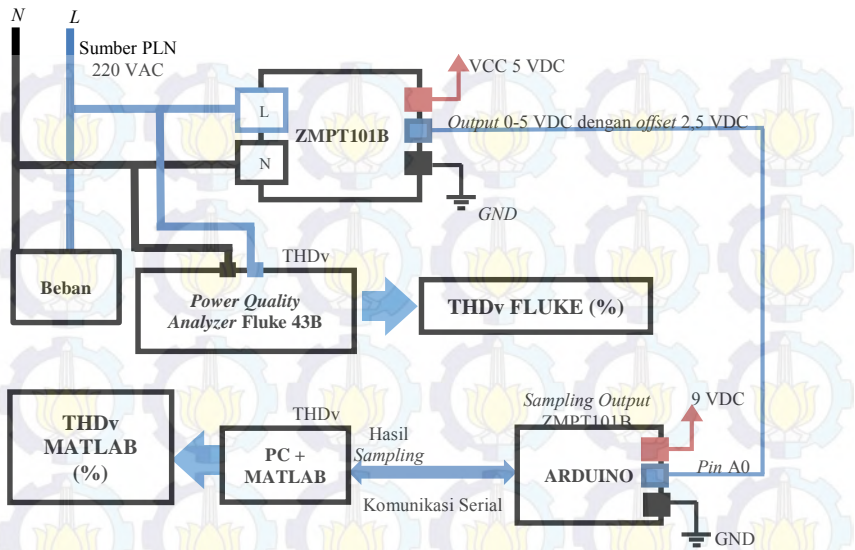 N
L
Sumber PLN
220 VAC
L
N
ZMPT101B
VCC 5 VDC
Output 0-5 VDC dengan offset 2,5 VDC
GND
Beban
THDv
Power Quality
Analyzer Fluke 43B
THDv FLUKE (%)
THDv
MATLAB
(%)
THDv
PC +
MATLAB
Hasil
Sampling
Komunikasi Serial
Sampling Output
ZMPT101B
9 VDC
ARDUINO
Pin A0
GND